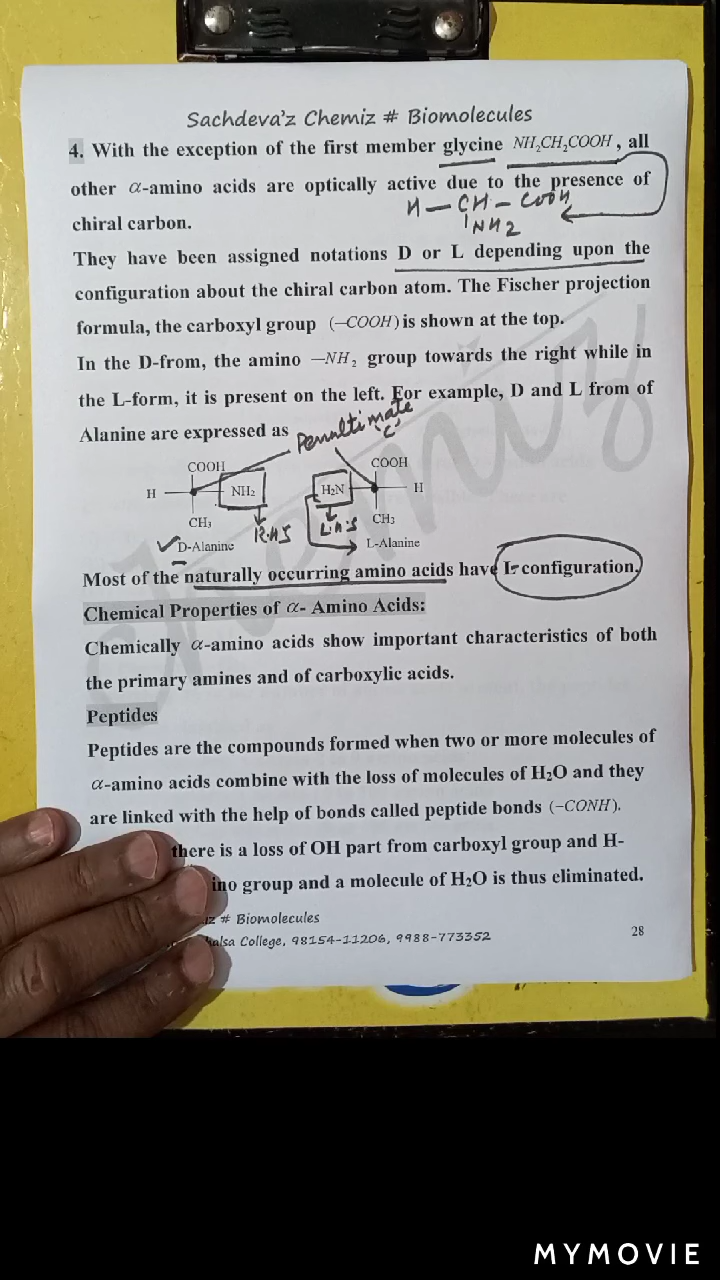 Sachdeva'z Chemiz # Biomolecules
4. With the exception of the first member glycine NH₂CH₂COOH, all
other α-amino acids are optically active due to the presence of
H — CH — COOH
NH2
chiral carbon.
They have been assigned notations D or L depending upon the
configuration about the chiral carbon atom. The Fischer projection
formula, the carboxyl group (–COOH) is shown at the top.
In the D-from, the amino –NH₂ group towards the right while in
the L-form, it is present on the left. For example, D and L from of
Alanine are expressed as Penultimate 'C'
COOH COOH
H NH₂ H₂N H
CH₃ R.H.S L.H.S CH₃
D-Alanine L-Alanine
Most of the naturally occurring amino acids have L-configuration.
Chemical Properties of α- Amino Acids:
Chemically α-amino acids show important characteristics of both
the primary amines and of carboxylic acids.
Peptides
Peptides are the compounds formed when two or more molecules of
α-amino acids combine with the loss of molecules of H₂O and they
are linked with the help of bonds called peptide bonds (–CONH).
there is a loss of OH part from carboxyl group and H-
ino group and a molecule of H₂O is thus eliminated.
iz # Biomolecules
halsa College, 98154-11206, 9988-773352
28
MYMOVIE